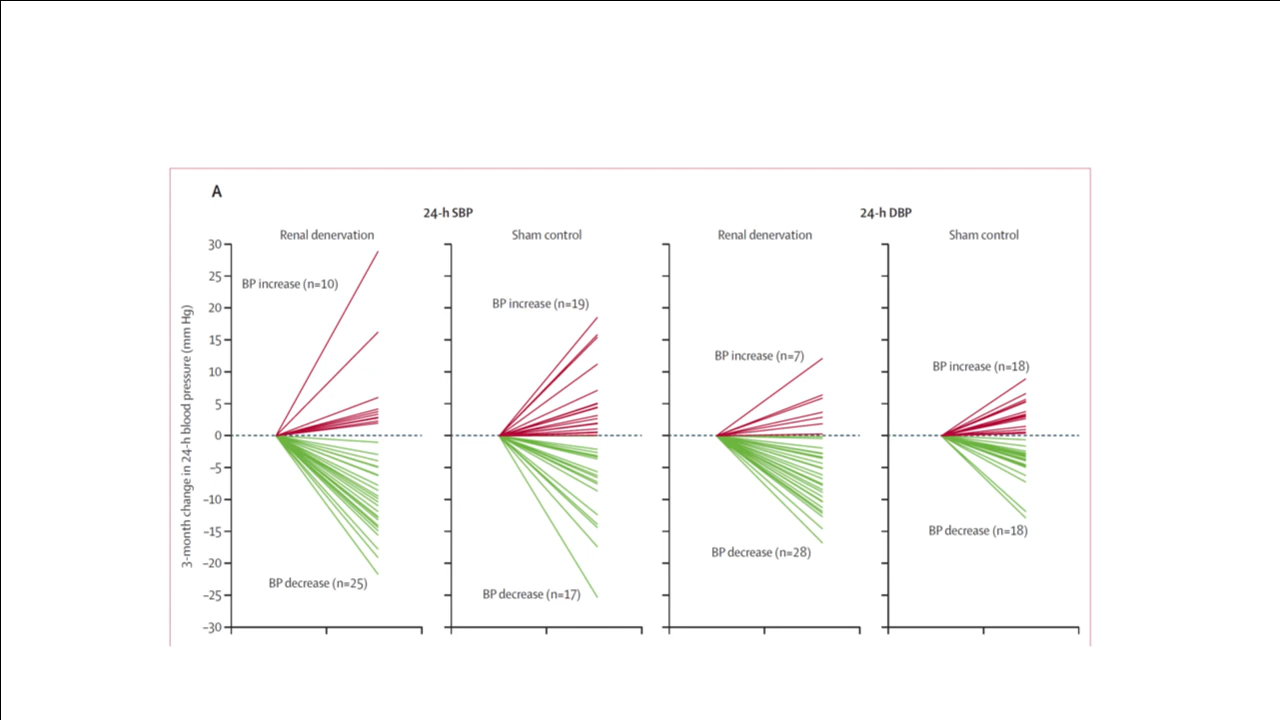 A
24-h SBP
24-h DBP
Renal denervation
Sham control
Renal denervation
Sham control
3-month change in 24-h blood pressure (mm Hg)
30
25
20
15
10
5
0
–5
–10
–15
–20
–25
–30
BP increase (n=10)
BP decrease (n=25)
BP increase (n=19)
BP decrease (n=17)
BP increase (n=7)
BP decrease (n=28)
BP increase (n=18)
BP decrease (n=18)